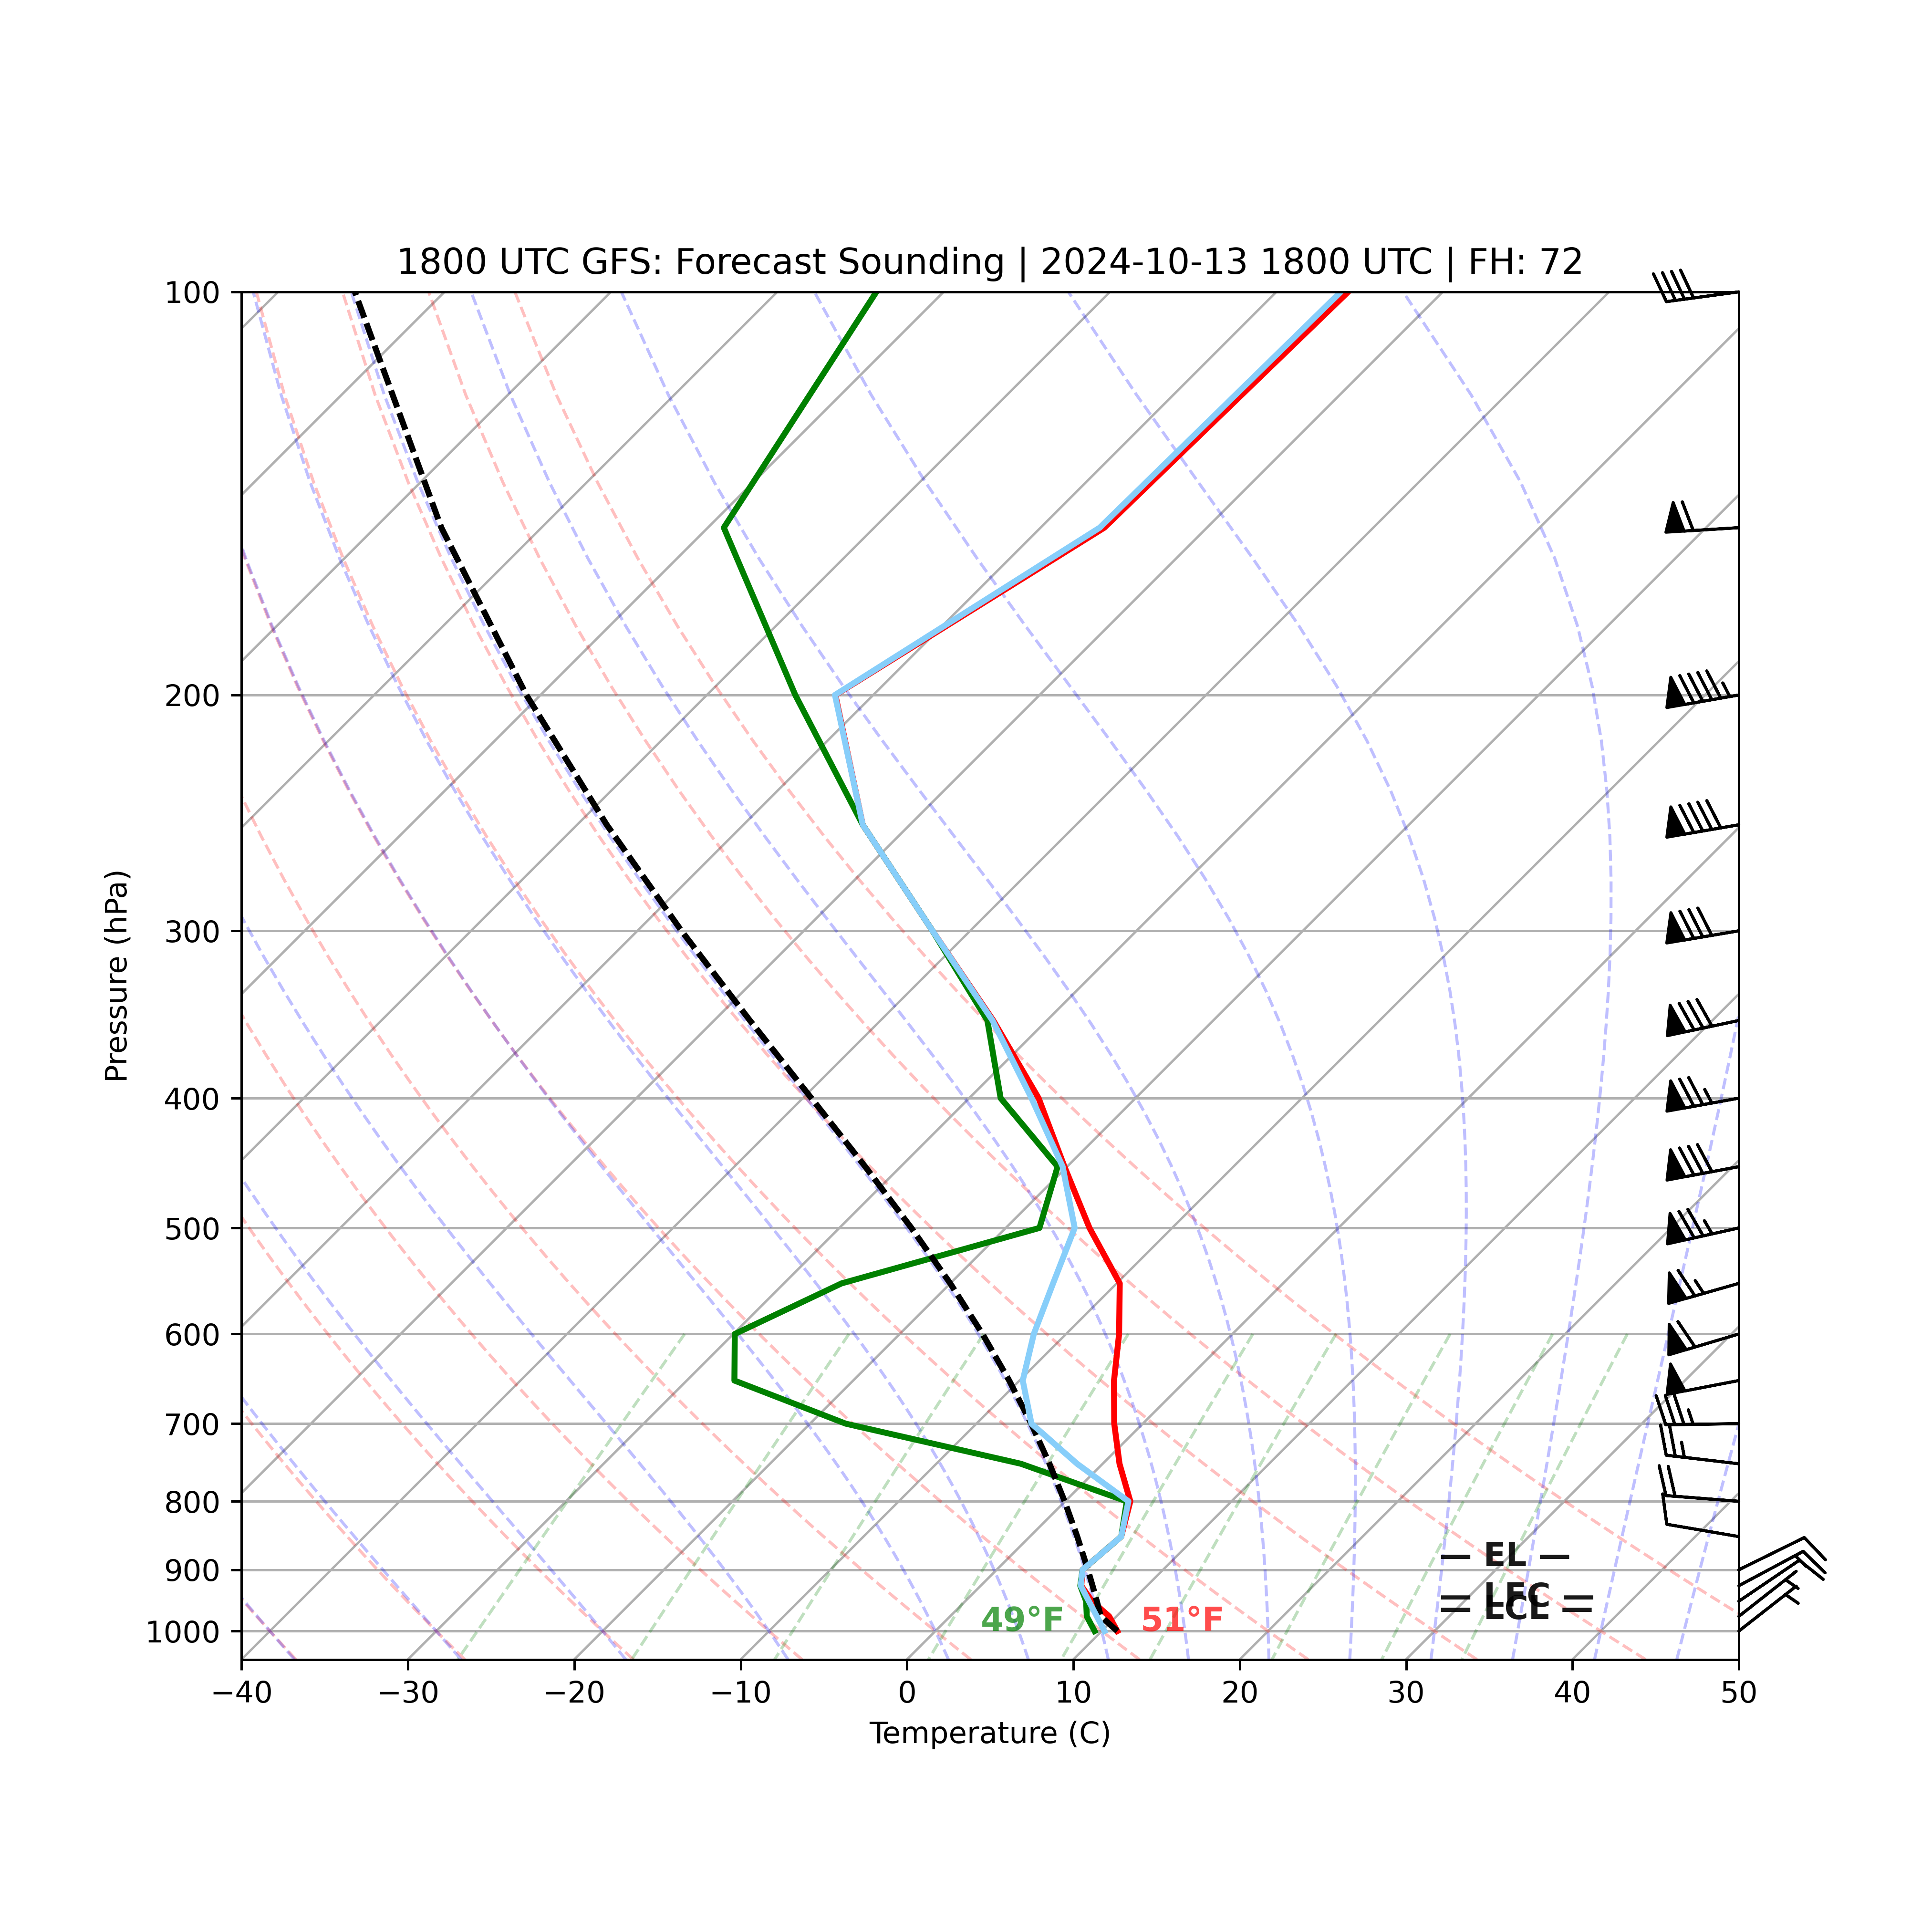 1800 UTC GFS: Forecast Sounding | 2024-10-13 1800 UTC | FH: 72
100
200
300
400
500
600
700
800
900
1000
Pressure (hPa)
— EL —
— LFC —
— LCL —
49°F
51°F
−40 −30 −20 −10 0 10 20 30 40 50
Temperature (C)